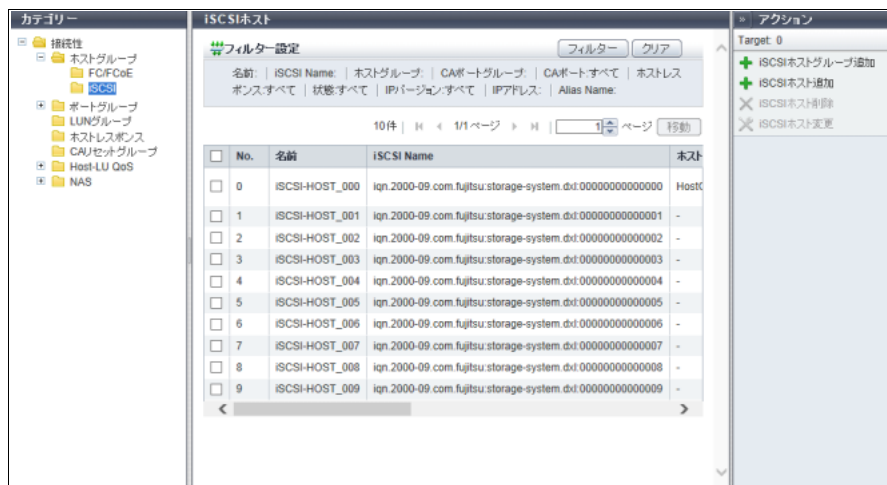 カテゴリー
接続性
ホストグループ
FC/FCoE
iSCSI
ポートグループ
LUNグループ
ホストレスポンス
CAリセットグループ
Host-LU QoS
NAS
iSCSIホスト
フィルター設定 フィルター クリア
名前: | iSCSI Name: | ホストグループ: | CAポートグループ: | CAポート:すべて | ホストレス
ポンス:すべて | 状態:すべて | IPバージョン:すべて | IPアドレス: | Alias Name:
10件 | 1/1 ページ | 1 ページ 移動
No. 名前 iSCSI Name ホスト
0 iSCSI-HOST_000 iqn.2000-09.com.fujitsu:storage-system.dxl:00000000000000 HostG
1 iSCSI-HOST_001 iqn.2000-09.com.fujitsu:storage-system.dxl:00000000000001 -
2 iSCSI-HOST_002 iqn.2000-09.com.fujitsu:storage-system.dxl:00000000000002 -
3 iSCSI-HOST_003 iqn.2000-09.com.fujitsu:storage-system.dxl:00000000000003 -
4 iSCSI-HOST_004 iqn.2000-09.com.fujitsu:storage-system.dxl:00000000000004 -
5 iSCSI-HOST_005 iqn.2000-09.com.fujitsu:storage-system.dxl:00000000000005 -
6 iSCSI-HOST_006 iqn.2000-09.com.fujitsu:storage-system.dxl:00000000000006 -
7 iSCSI-HOST_007 iqn.2000-09.com.fujitsu:storage-system.dxl:00000000000007 -
8 iSCSI-HOST_008 iqn.2000-09.com.fujitsu:storage-system.dxl:00000000000008 -
9 iSCSI-HOST_009 iqn.2000-09.com.fujitsu:storage-system.dxl:00000000000009 -
» アクション
Target: 0
iSCSIホストグループ追加
iSCSIホスト追加
iSCSIホスト削除
iSCSIホスト変更